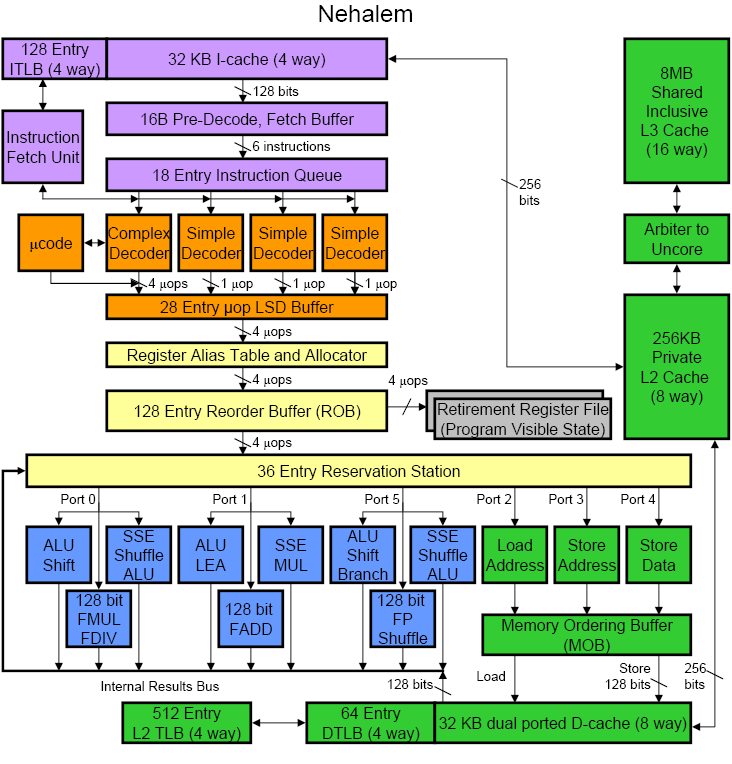 Nehalem
128 Entry
ITLB (4 way)
32 KB I-cache (4 way)
8MB
Shared
Inclusive
L3 Cache
(16 way)
128 bits
Instruction
Fetch Unit
16B Pre-Decode, Fetch Buffer
6 instructions
18 Entry Instruction Queue
256
bits
μcode
Complex
Decoder
Simple
Decoder
Simple
Decoder
Simple
Decoder
Arbiter to
Uncore
4 μops
1 μop
1 μop
1 μop
28 Entry μop LSD Buffer
256KB
Private
L2 Cache
(8 way)
4 μops
Register Alias Table and Allocator
4 μops
4 μops
128 Entry Reorder Buffer (ROB)
Retirement Register File
(Program Visible State)
4 μops
36 Entry Reservation Station
Port 0
Port 1
Port 5
Port 2
Port 3
Port 4
ALU
Shift
SSE
Shuffle
ALU
ALU
LEA
SSE
MUL
ALU
Shift
Branch
SSE
Shuffle
ALU
Load
Address
Store
Address
Store
Data
128 bit
FMUL
FDIV
128 bit
FADD
128 bit
FP
Shuffle
Memory Ordering Buffer
(MOB)
Internal Results Bus
128 bits
Load
Store
128 bits
256
bits
512 Entry
L2 TLB (4 way)
64 Entry
DTLB (4 way)
32 KB dual ported D-cache (8 way)